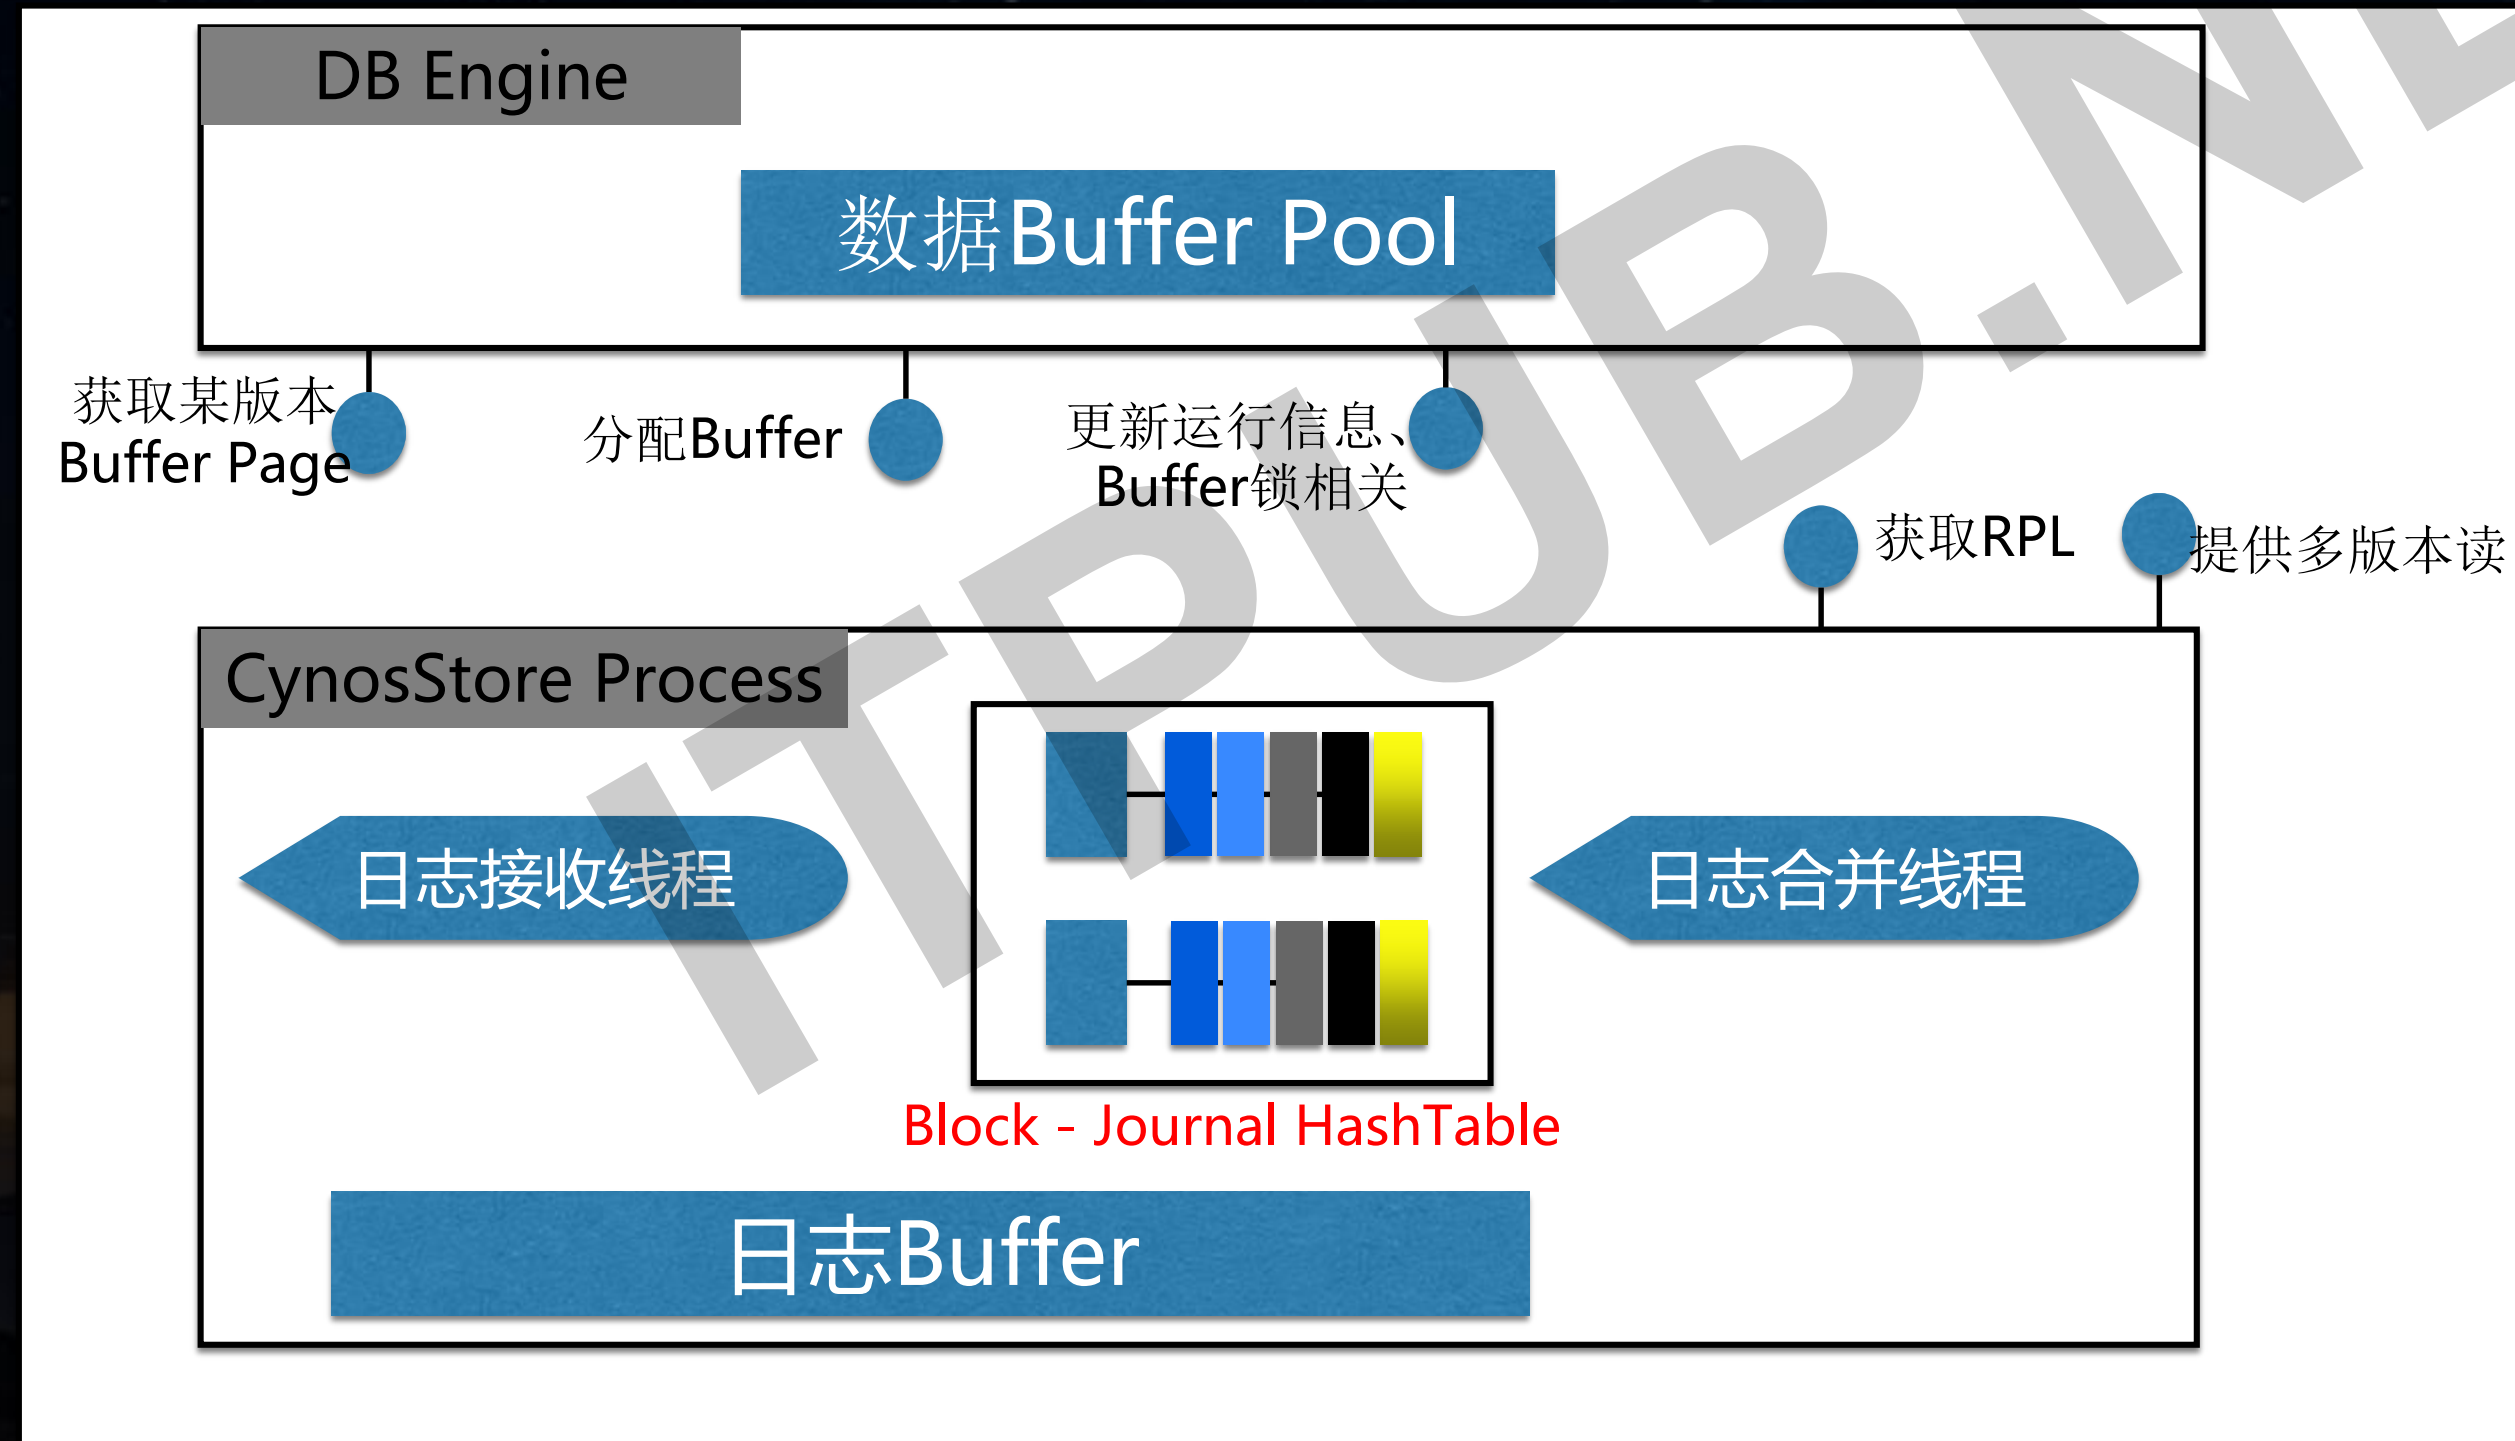 DB Engine
数据Buffer Pool
获取某版本
Buffer Page
分配Buffer
更新运行信息、
Buffer锁相关
获取RPL
提供多版本读
CynosStore Process
日志接收线程
日志合并线程
Block - Journal HashTable
日志Buffer
ITPUB.NE